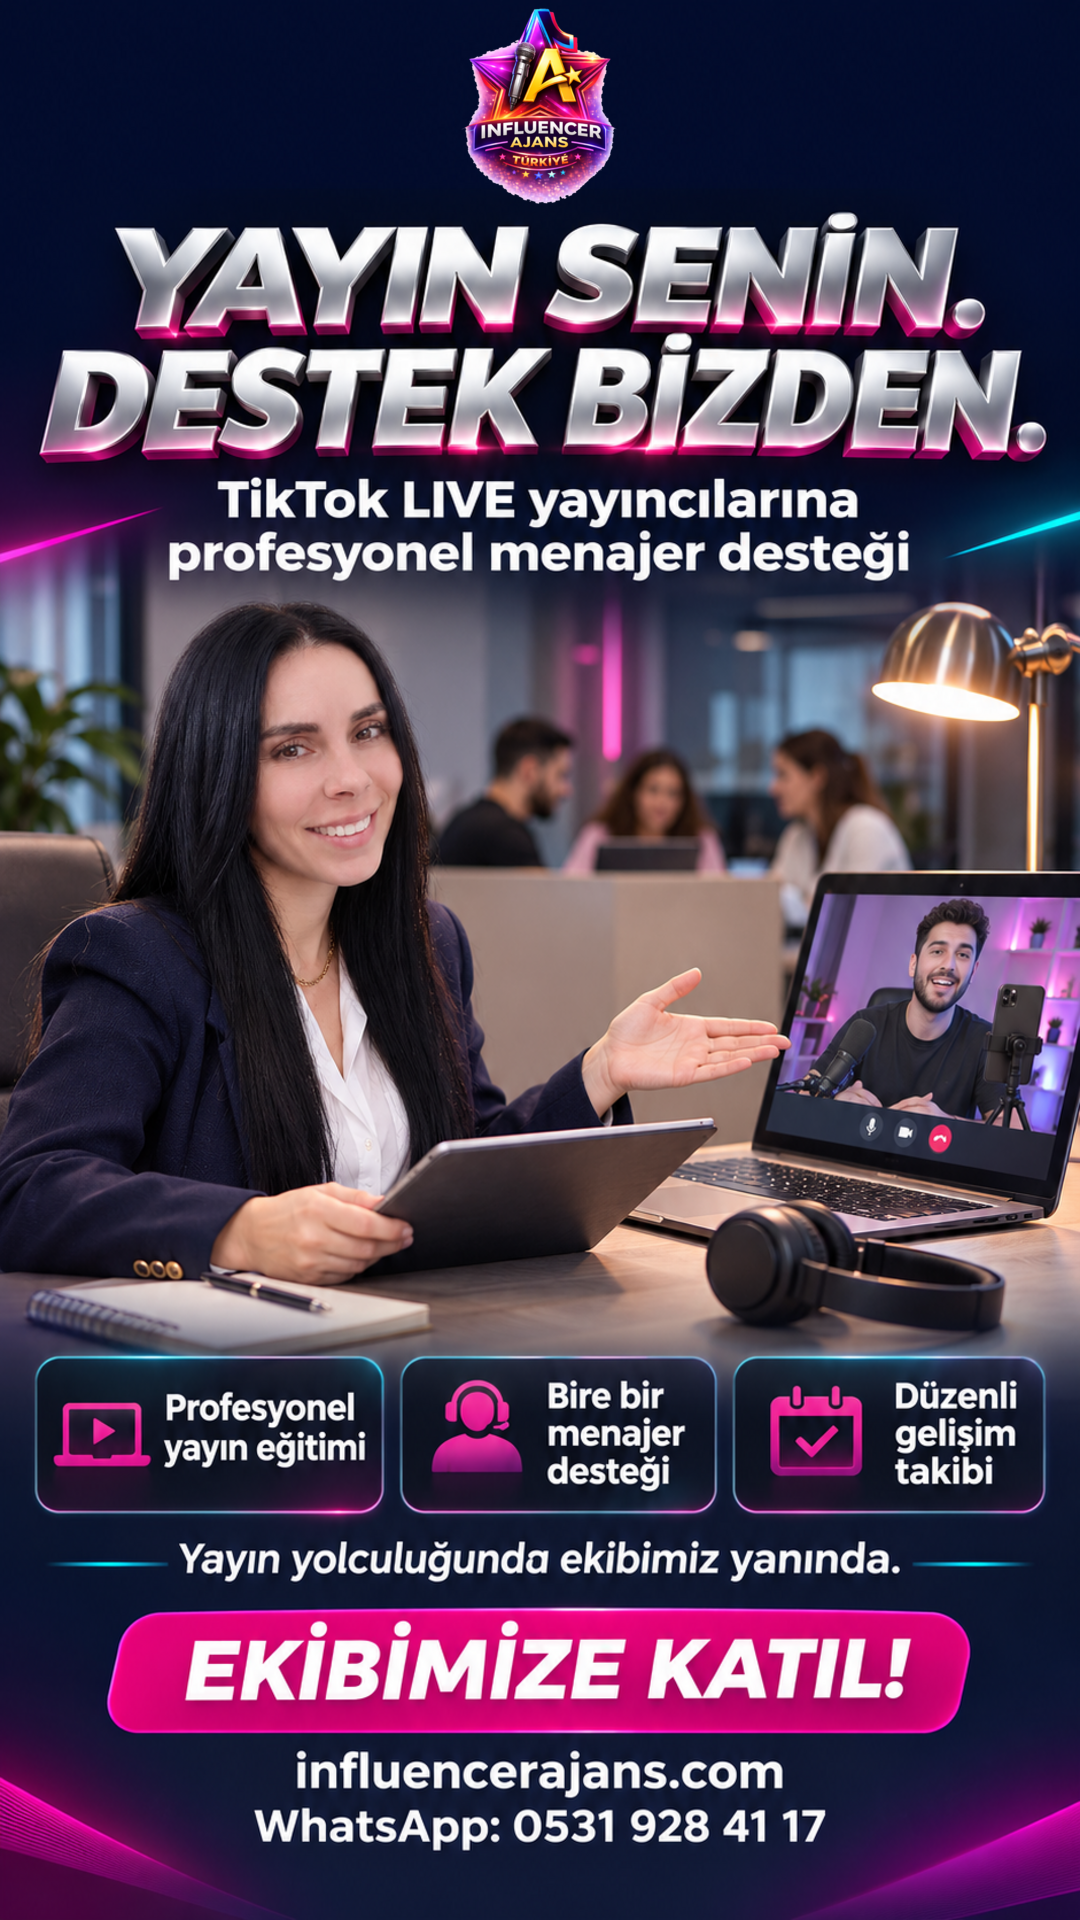 A
INFLUENCER
AJANS
TÜRKİYE
YAYIN SENİN.
DESTEK BİZDEN.
TikTok LIVE yayıncılarına
profesyonel menajer desteği
Profesyonel
yayın eğitimi
Bire bir
menajer
desteği
Düzenli
gelişim
takibi
Yayın yolculuğunda ekibimiz yanında.
EKİBİMİZE KATIL!
influencerajans.com
WhatsApp: 0531 928 41 17